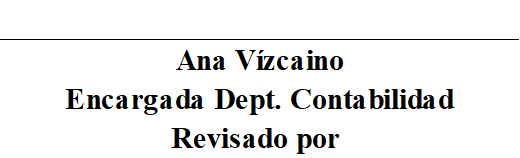 Ana Vízcaino
Encargada Dept. Contabilidad
Revisado por